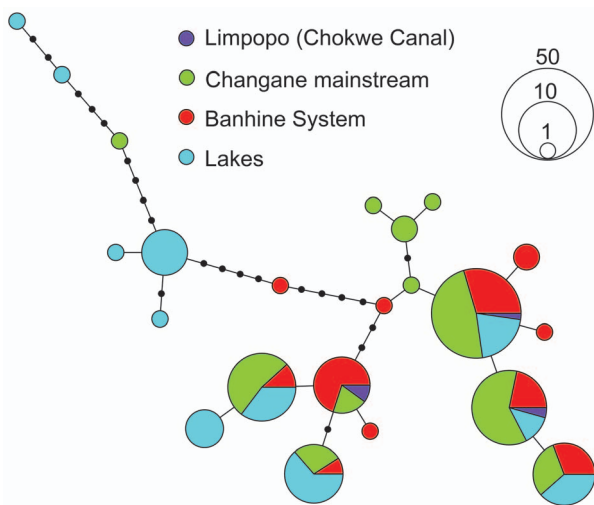 Limpopo (Chokwe Canal)
Changane mainstream
Banhine System
Lakes
50
10
1